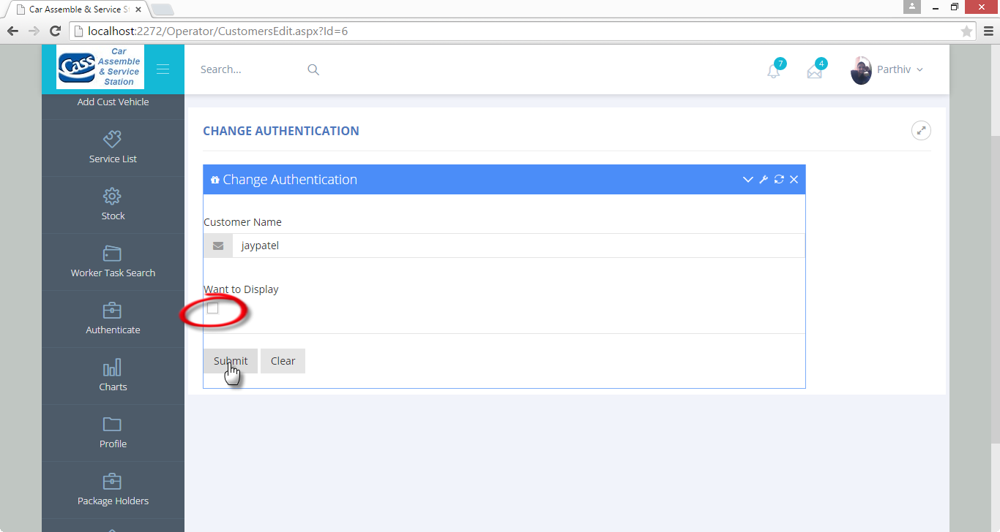 Car Assemble & Service St
localhost:2272/Operator/CustomersEdit.aspx?Id=6
Cass
Car
Assemble
& Service
Station
Search...
7
4
Parthiv
Add Cust Vehicle
Service List
Stock
Worker Task Search
Authenticate
Charts
Profile
Package Holders
CHANGE AUTHENTICATION
Change Authentication
Customer Name
jaypatel
Want to Display
Submit
Clear